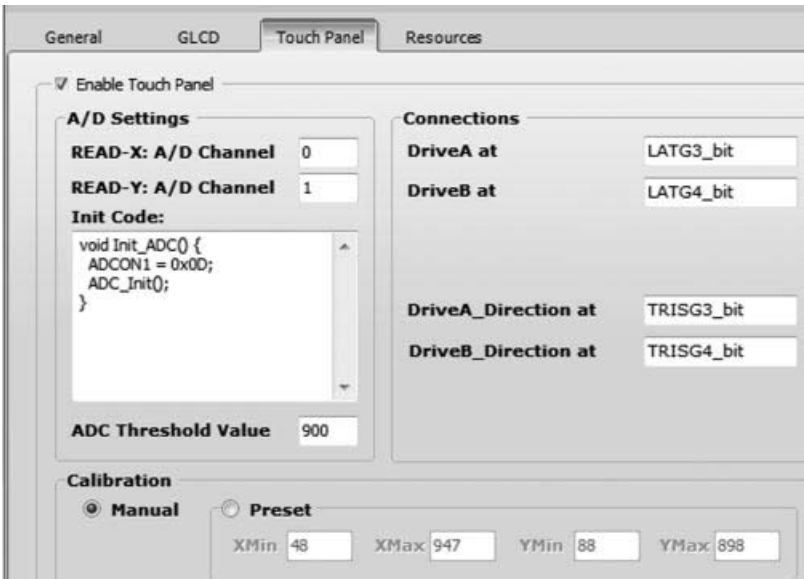 General GLCD Touch Panel Resources
Enable Touch Panel
A/D Settings
READ-X: A/D Channel 0
READ-Y: A/D Channel 1
Init Code:
void Init_ADC() {
ADCON1 = 0x0D;
ADC_Init();
}
ADC Threshold Value 900
Connections
DriveA at LATG3_bit
DriveB at LATG4_bit
DriveA_Direction at TRISG3_bit
DriveB_Direction at TRISG4_bit
Calibration
Manual Preset
XMin 48 XMax 947 YMin 88 YMax 898